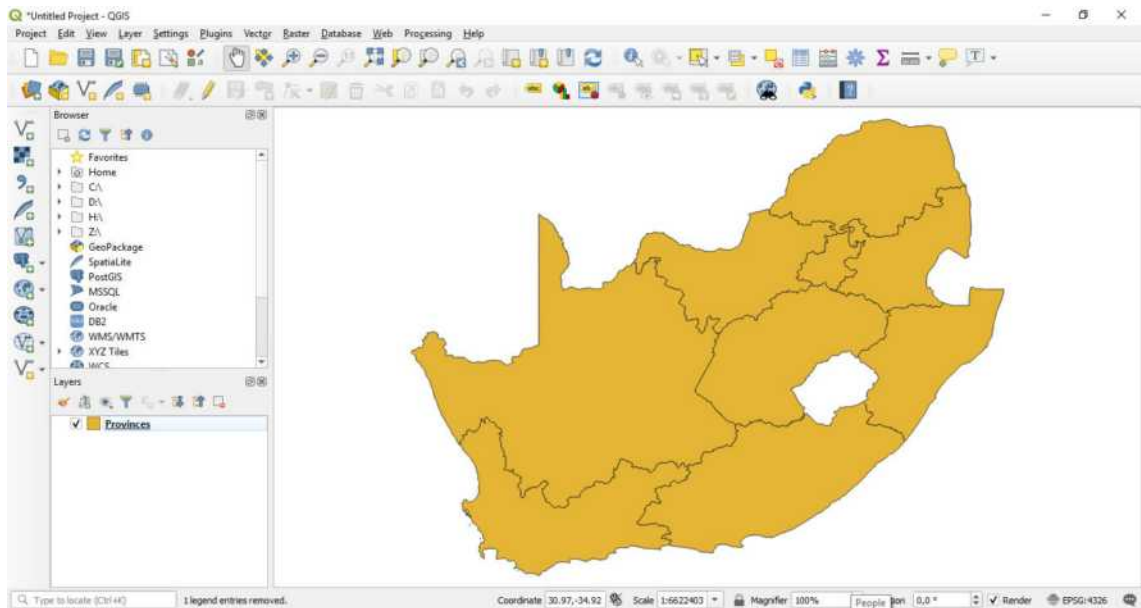 *Untitled Project - QGIS
Project Edit View Layer Settings Plugins Vector Raster Database Web Processing Help
Browser
Favorites
Home
C:\
D:\
H:\
Z:\
GeoPackage
SpatiaLite
PostGIS
MSSQL
Oracle
DB2
WMS/WMTS
XYZ Tiles
WCS
Layers
Provinces
Type to locate (Ctrl+K) 1 legend entries removed. Coordinate 30.97,-34.92 Scale 1:6622403 Magnifier 100% People 0,0 ° Render EPSG:4326